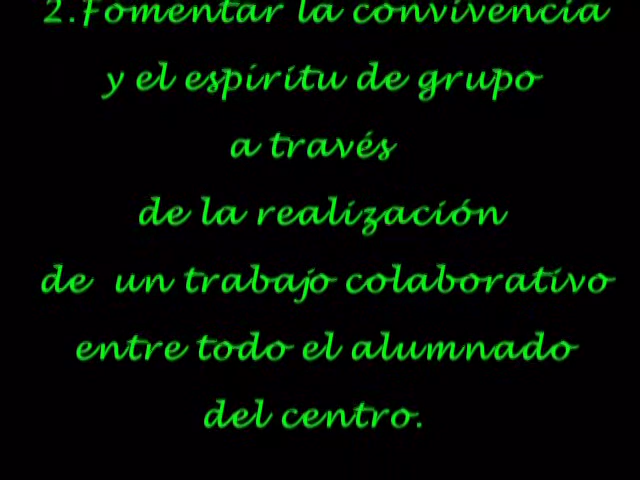 2.Fomentar la convivencia
y el espíritu de grupo
a través
de la realización
de un trabajo colaborativo
entre todo el alumnado
del centro.